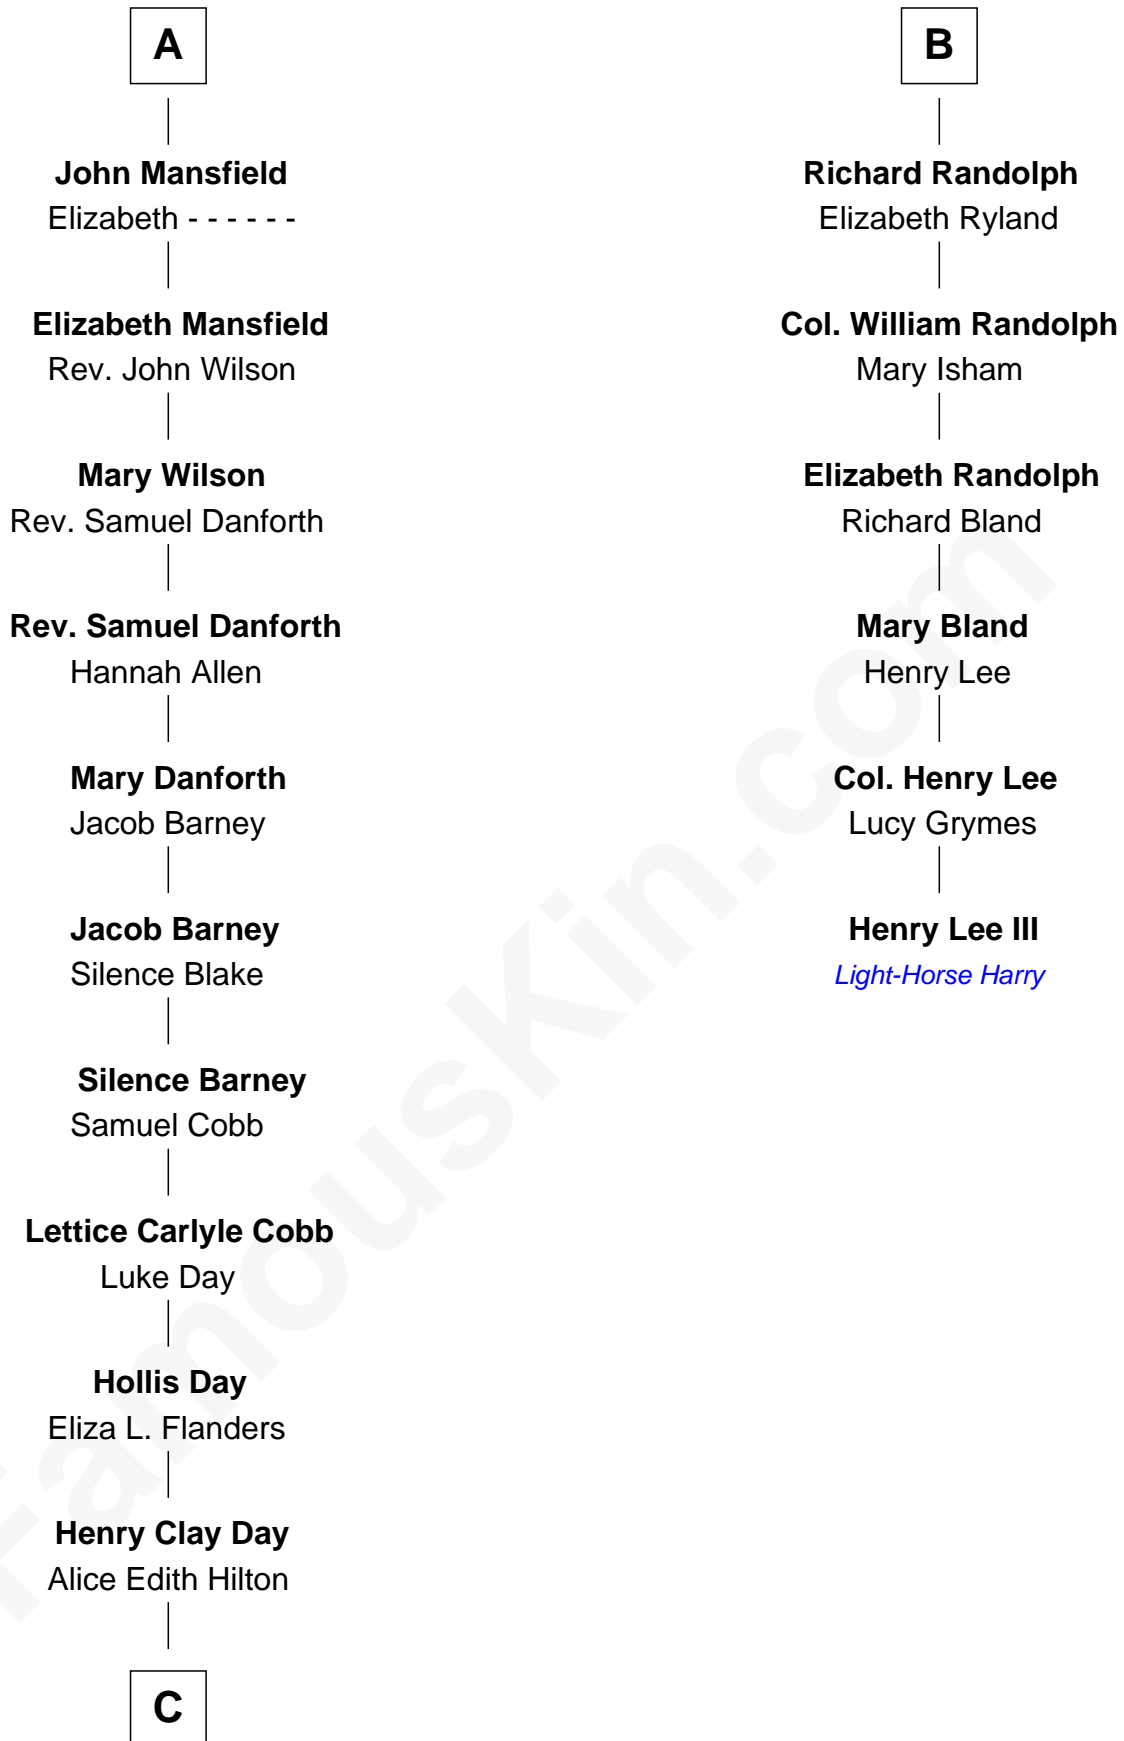 A
John Mansfield
Elizabeth - - - - - -
Elizabeth Mansfield
Rev. John Wilson
Mary Wilson
Rev. Samuel Danforth
Rev. Samuel Danforth
Hannah Allen
Mary Danforth
Jacob Barney
Jacob Barney
Silence Blake
Silence Barney
Samuel Cobb
Lettice Carlyle Cobb
Luke Day
Hollis Day
Eliza L. Flanders
Henry Clay Day
Alice Edith Hilton
C
B
Richard Randolph
Elizabeth Ryland
Col. William Randolph
Mary Isham
Elizabeth Randolph
Richard Bland
Mary Bland
Henry Lee
Col. Henry Lee
Lucy Grymes
Henry Lee III
Light-Horse Harry
FamousKin.com